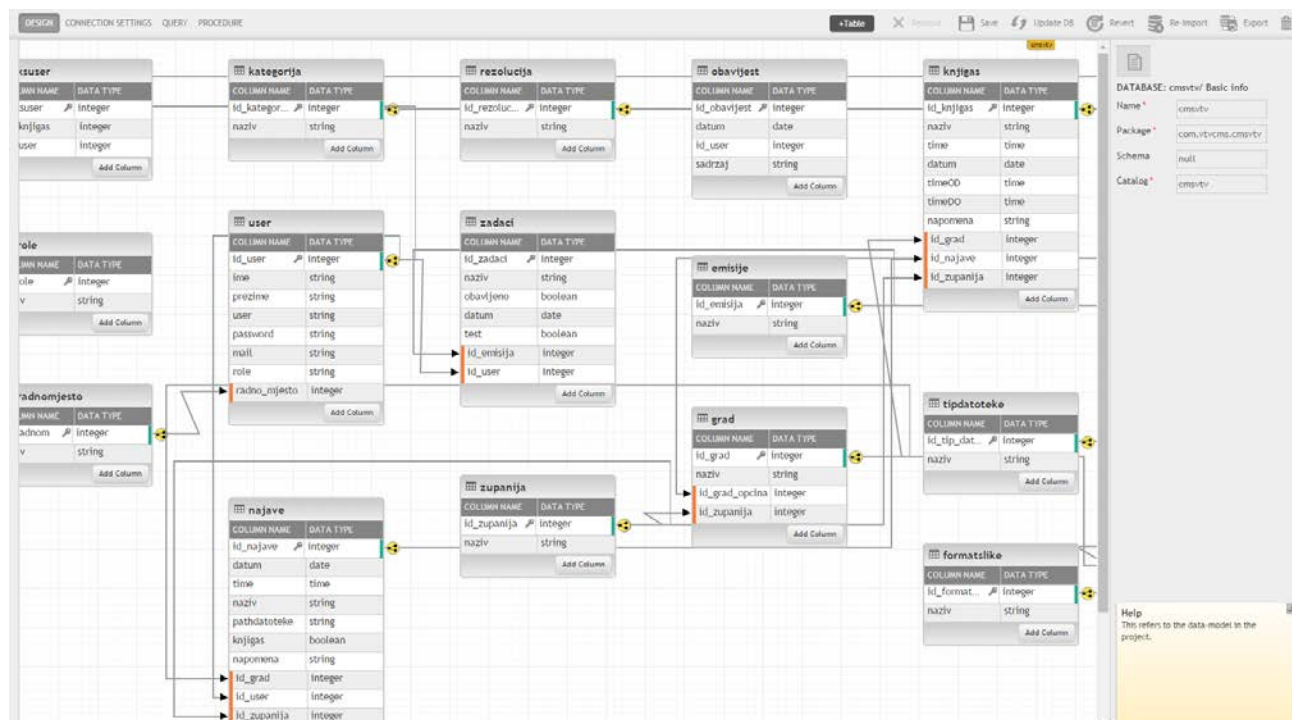 DESIGN CONNECTION SETTINGS QUERY PROCEDURE +Table Remove Save Update DB Revert Re-Import Export
cmsvtv
ksuser
COLUMN NAME DATA TYPE
integer
knjigas integer
user integer
Add Column
role
DATA TYPE
integer
string
Add Column
radnomjesto
DATA TYPE
integer
string
Add Column
kategorija
COLUMN NAME DATA TYPE
id_kategor... integer
naziv string
Add Column
user
COLUMN NAME DATA TYPE
id_user integer
ime string
prezime string
user string
password string
mail string
role string
radno_mjesto integer
Add Column
najave
COLUMN NAME DATA TYPE
id_najave integer
datum date
time time
naziv string
pathdatoteke string
knjigas boolean
napomena string
id_grad integer
id_user integer
id_zupanija integer
rezolucija
COLUMN NAME DATA TYPE
id_rezoluc... integer
naziv string
Add Column
zadaci
COLUMN NAME DATA TYPE
id_zadaci integer
naziv string
obavljeno boolean
datum date
test boolean
id_emisija integer
id_user integer
Add Column
zupanija
COLUMN NAME DATA TYPE
id_zupanija integer
naziv string
Add Column
obavijest
COLUMN NAME DATA TYPE
id_obavijest integer
datum date
id_user integer
sadrzaj string
Add Column
emisije
COLUMN NAME DATA TYPE
id_emisija integer
naziv string
Add Column
grad
COLUMN NAME DATA TYPE
id_grad integer
naziv string
id_grad_opcina integer
id_zupanija integer
Add Column
knjigas
COLUMN NAME DATA TYPE
id_knjigas integer
naziv string
time time
datum date
timeOD time
timeDO time
napomena string
id_grad integer
id_najave integer
id_zupanija integer
Add Column
tipdatoteke
COLUMN NAME DATA TYPE
id_tip_dat... integer
naziv string
Add Column
formatslike
COLUMN NAME DATA TYPE
id_format... integer
naziv string
Add Column
DATABASE: cmsvtv/ Basic info
Name* cmsvtv
Package* com.vtvcms.cmsvtv
Schema null
Catalog* cmsvtv
Help
This refers to the data-model in the
project.